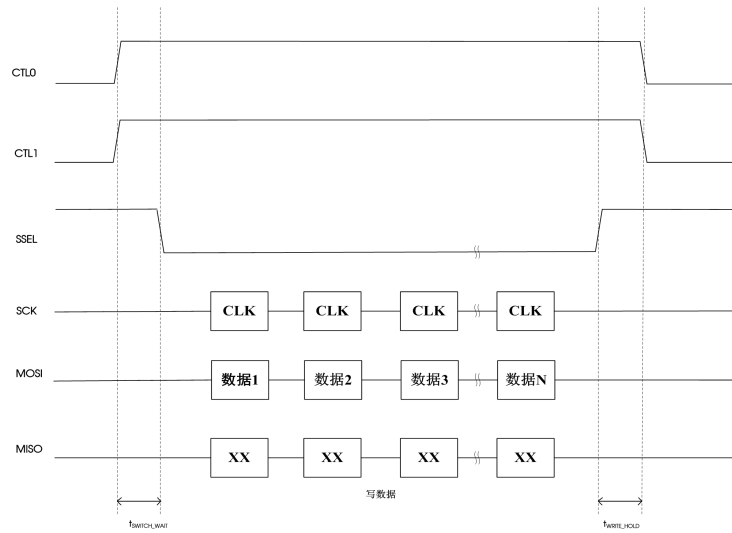 CTL0
CTL1
SSEL
SCK CLK CLK CLK CLK
MOSI 数据1 数据2 数据3 数据N
MISO XX XX XX XX
写数据
tSWITCH_WAIT tWRITE_HOLD